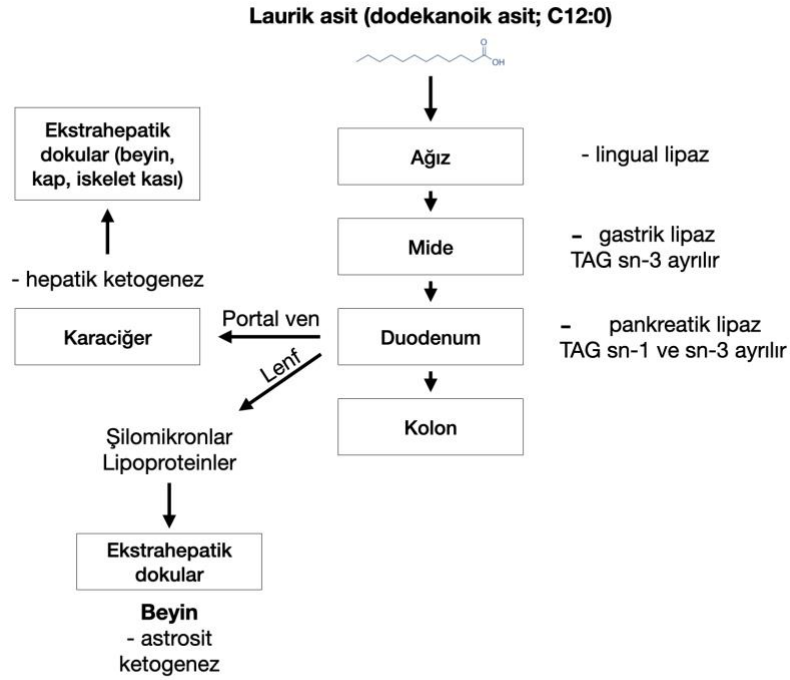 Laurik asit (dodekanoik asit; C12:0)
O
OH
Ağız
- lingual lipaz
Mide
– gastrik lipaz
TAG sn-3 ayrılır
Duodenum
– pankreatik lipaz
TAG sn-1 ve sn-3 ayrılır
Kolon
Portal ven
Karaciğer
- hepatik ketogenez
Ekstrahepatik
dokular (beyin,
kap, iskelet kası)
Lenf
Şilomikronlar
Lipoproteinler
Ekstrahepatik
dokular
Beyin
- astrosit
ketogenez